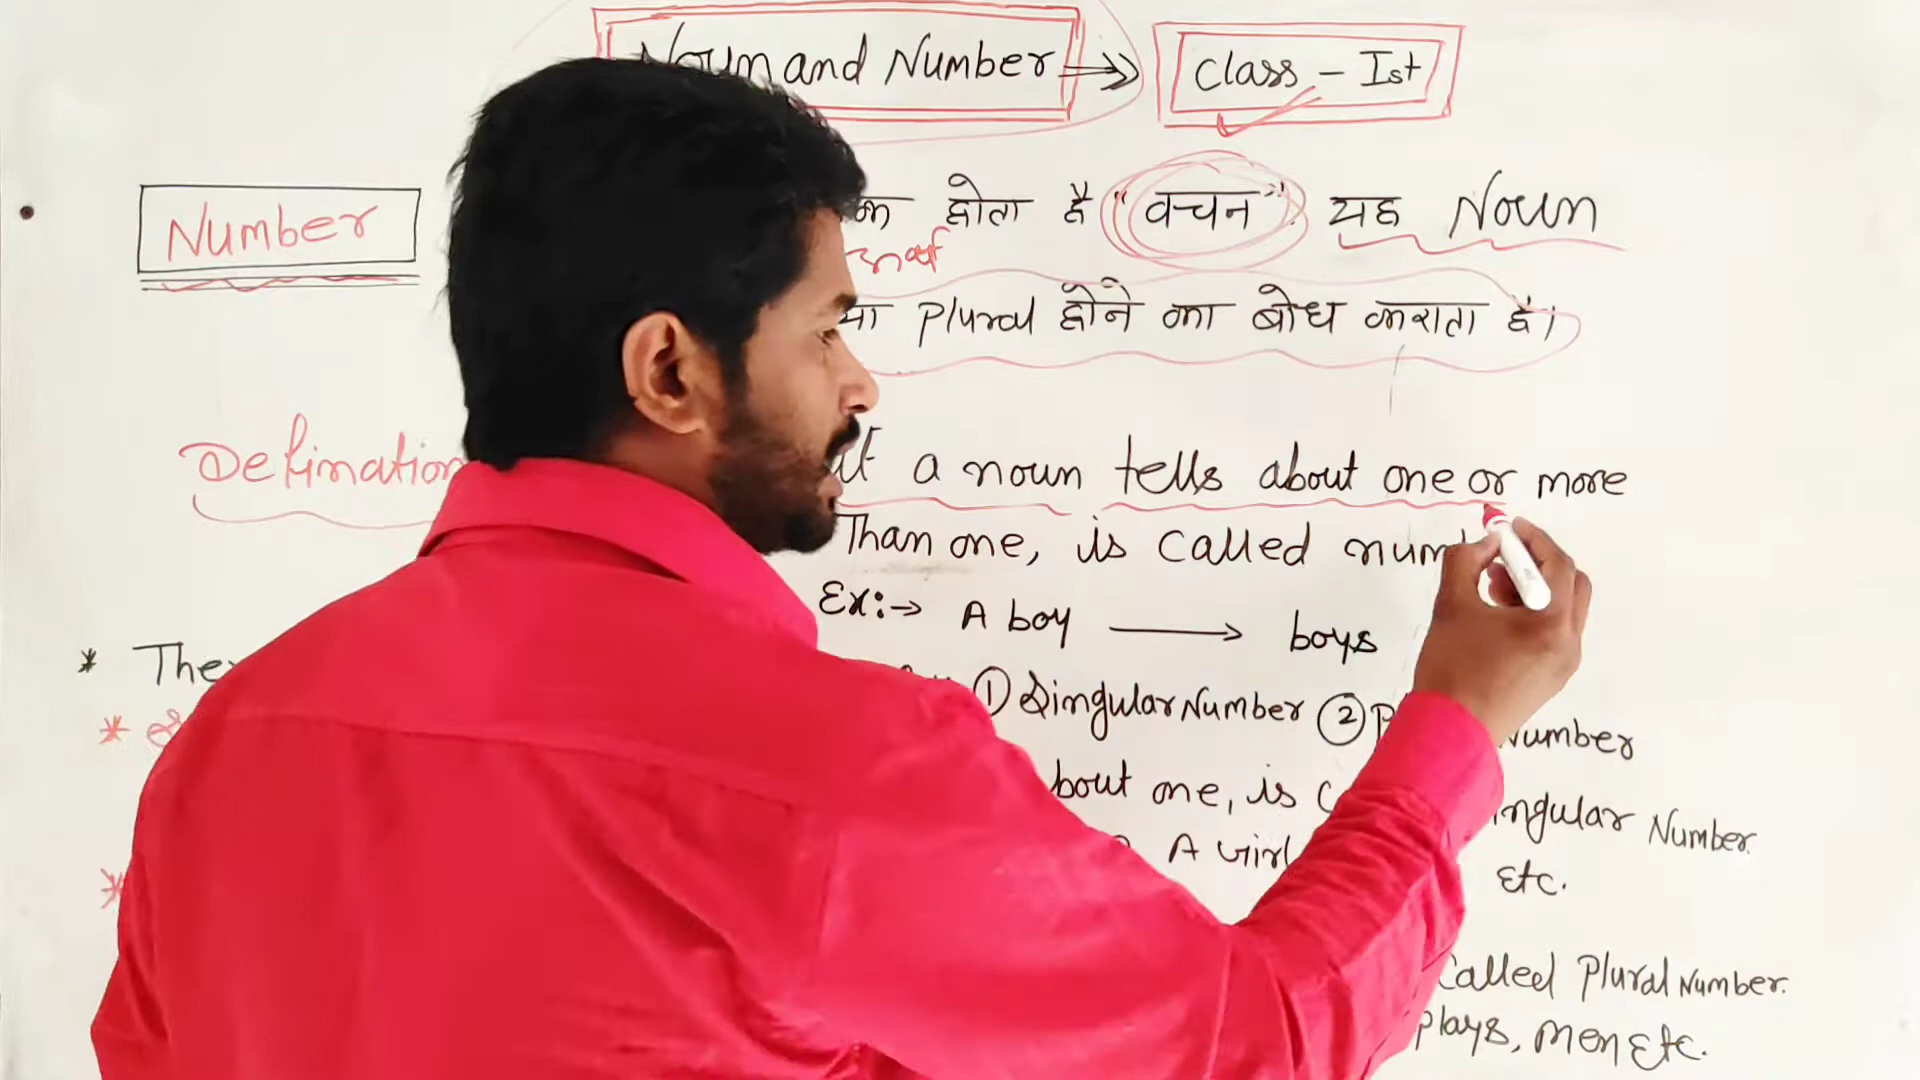 Noun and Number → Class - Ist
Number
होता है "वचन". यह Noun
अर्थ
या Plural होने का बोध कराता है।
Defination
If a noun tells about one or more
Than one, is called num
Ex:→ A boy → boys
* The
① Singular Number ② P Number
bout one, is C ngular Number.
A Girl etc.
Called Plural Number.
plays, Men etc.